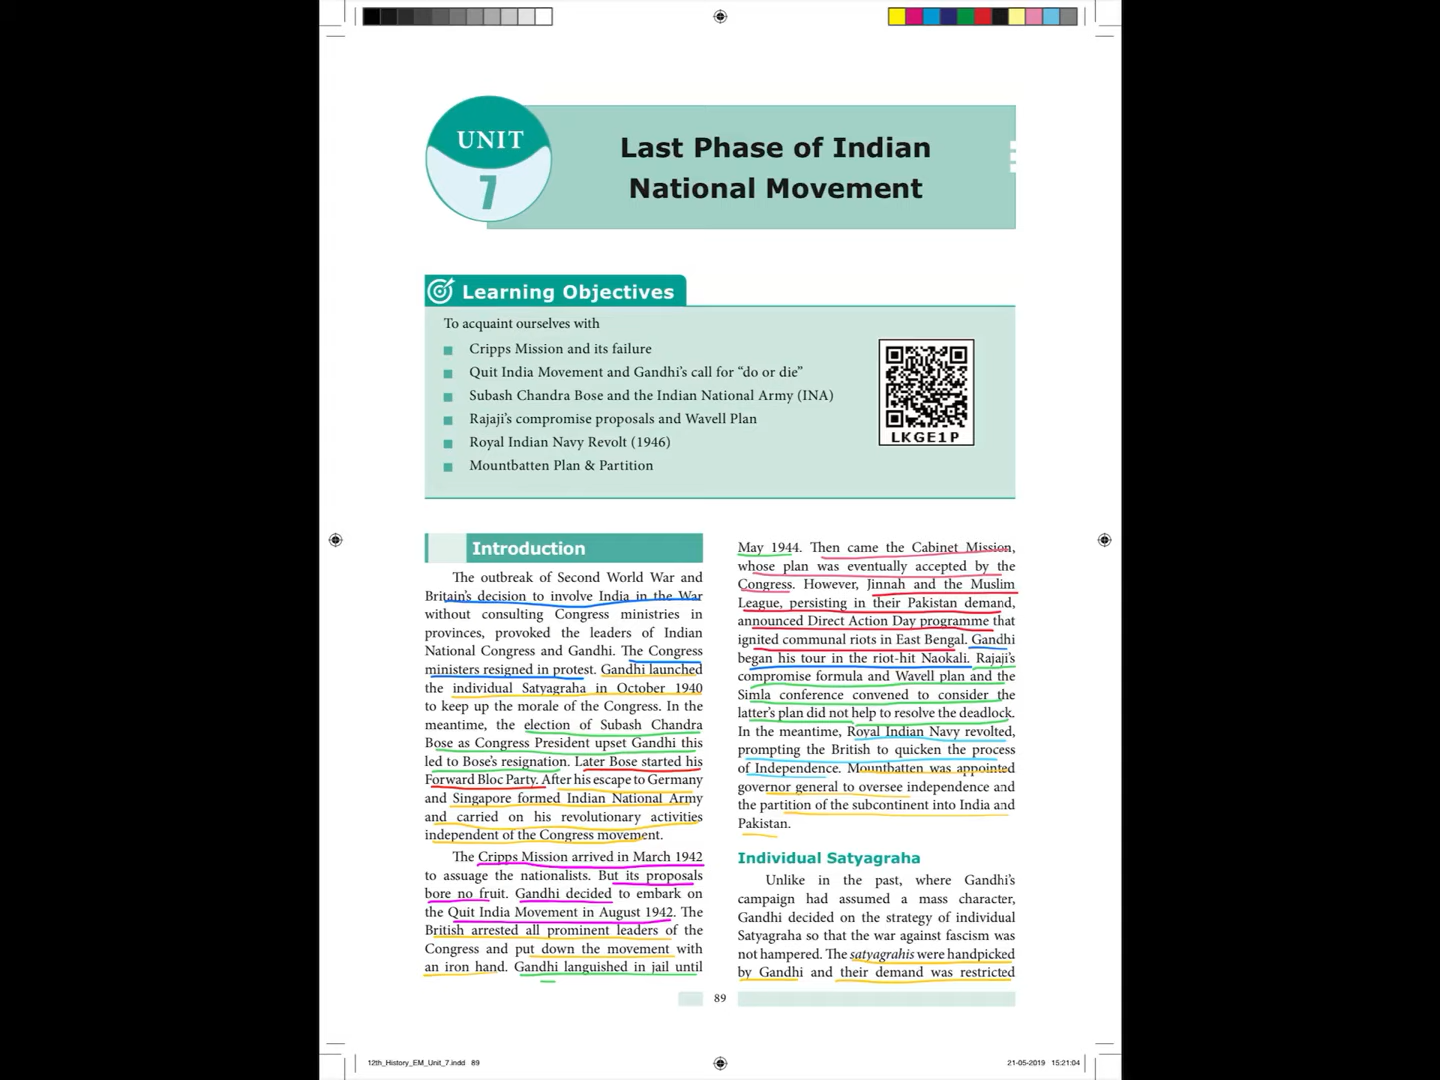 UNIT
7
Last Phase of Indian
National Movement
Learning Objectives
To acquaint ourselves with
Cripps Mission and its failure
Quit India Movement and Gandhi’s call for “do or die”
Subash Chandra Bose and the Indian National Army (INA)
Rajaji’s compromise proposals and Wavell Plan
Royal Indian Navy Revolt (1946)
Mountbatten Plan & Partition
LKGE1P
Introduction
The outbreak of Second World War and
Britain’s decision to involve India in the War
without consulting Congress ministries in
provinces, provoked the leaders of Indian
National Congress and Gandhi. The Congress
ministers resigned in protest. Gandhi launched
the individual Satyagraha in October 1940
to keep up the morale of the Congress. In the
meantime, the election of Subash Chandra
Bose as Congress President upset Gandhi this
led to Bose’s resignation. Later Bose started his
Forward Bloc Party. After his escape to Germany
and Singapore formed Indian National Army
and carried on his revolutionary activities
independent of the Congress movement.
The Cripps Mission arrived in March 1942
to assuage the nationalists. But its proposals
bore no fruit. Gandhi decided to embark on
the Quit India Movement in August 1942. The
British arrested all prominent leaders of the
Congress and put down the movement with
an iron hand. Gandhi languished in jail until
May 1944. Then came the Cabinet Mission,
whose plan was eventually accepted by the
Congress. However, Jinnah and the Muslim
League, persisting in their Pakistan demand,
announced Direct Action Day programme that
ignited communal riots in East Bengal. Gandhi
began his tour in the riot-hit Naokali. Rajaji’s
compromise formula and Wavell plan and the
Simla conference convened to consider the
latter’s plan did not help to resolve the deadlock.
In the meantime, Royal Indian Navy revolted,
prompting the British to quicken the process
of Independence. Mountbatten was appointed
governor general to oversee independence and
the partition of the subcontinent into India and
Pakistan.
Individual Satyagraha
Unlike in the past, where Gandhi’s
campaign had assumed a mass character,
Gandhi decided on the strategy of individual
Satyagraha so that the war against fascism was
not hampered. The satyagrahis were handpicked
by Gandhi and their demand was restricted
89
12th_History_EM_Unit_7.indd 89
21-05-2019 15:21:04